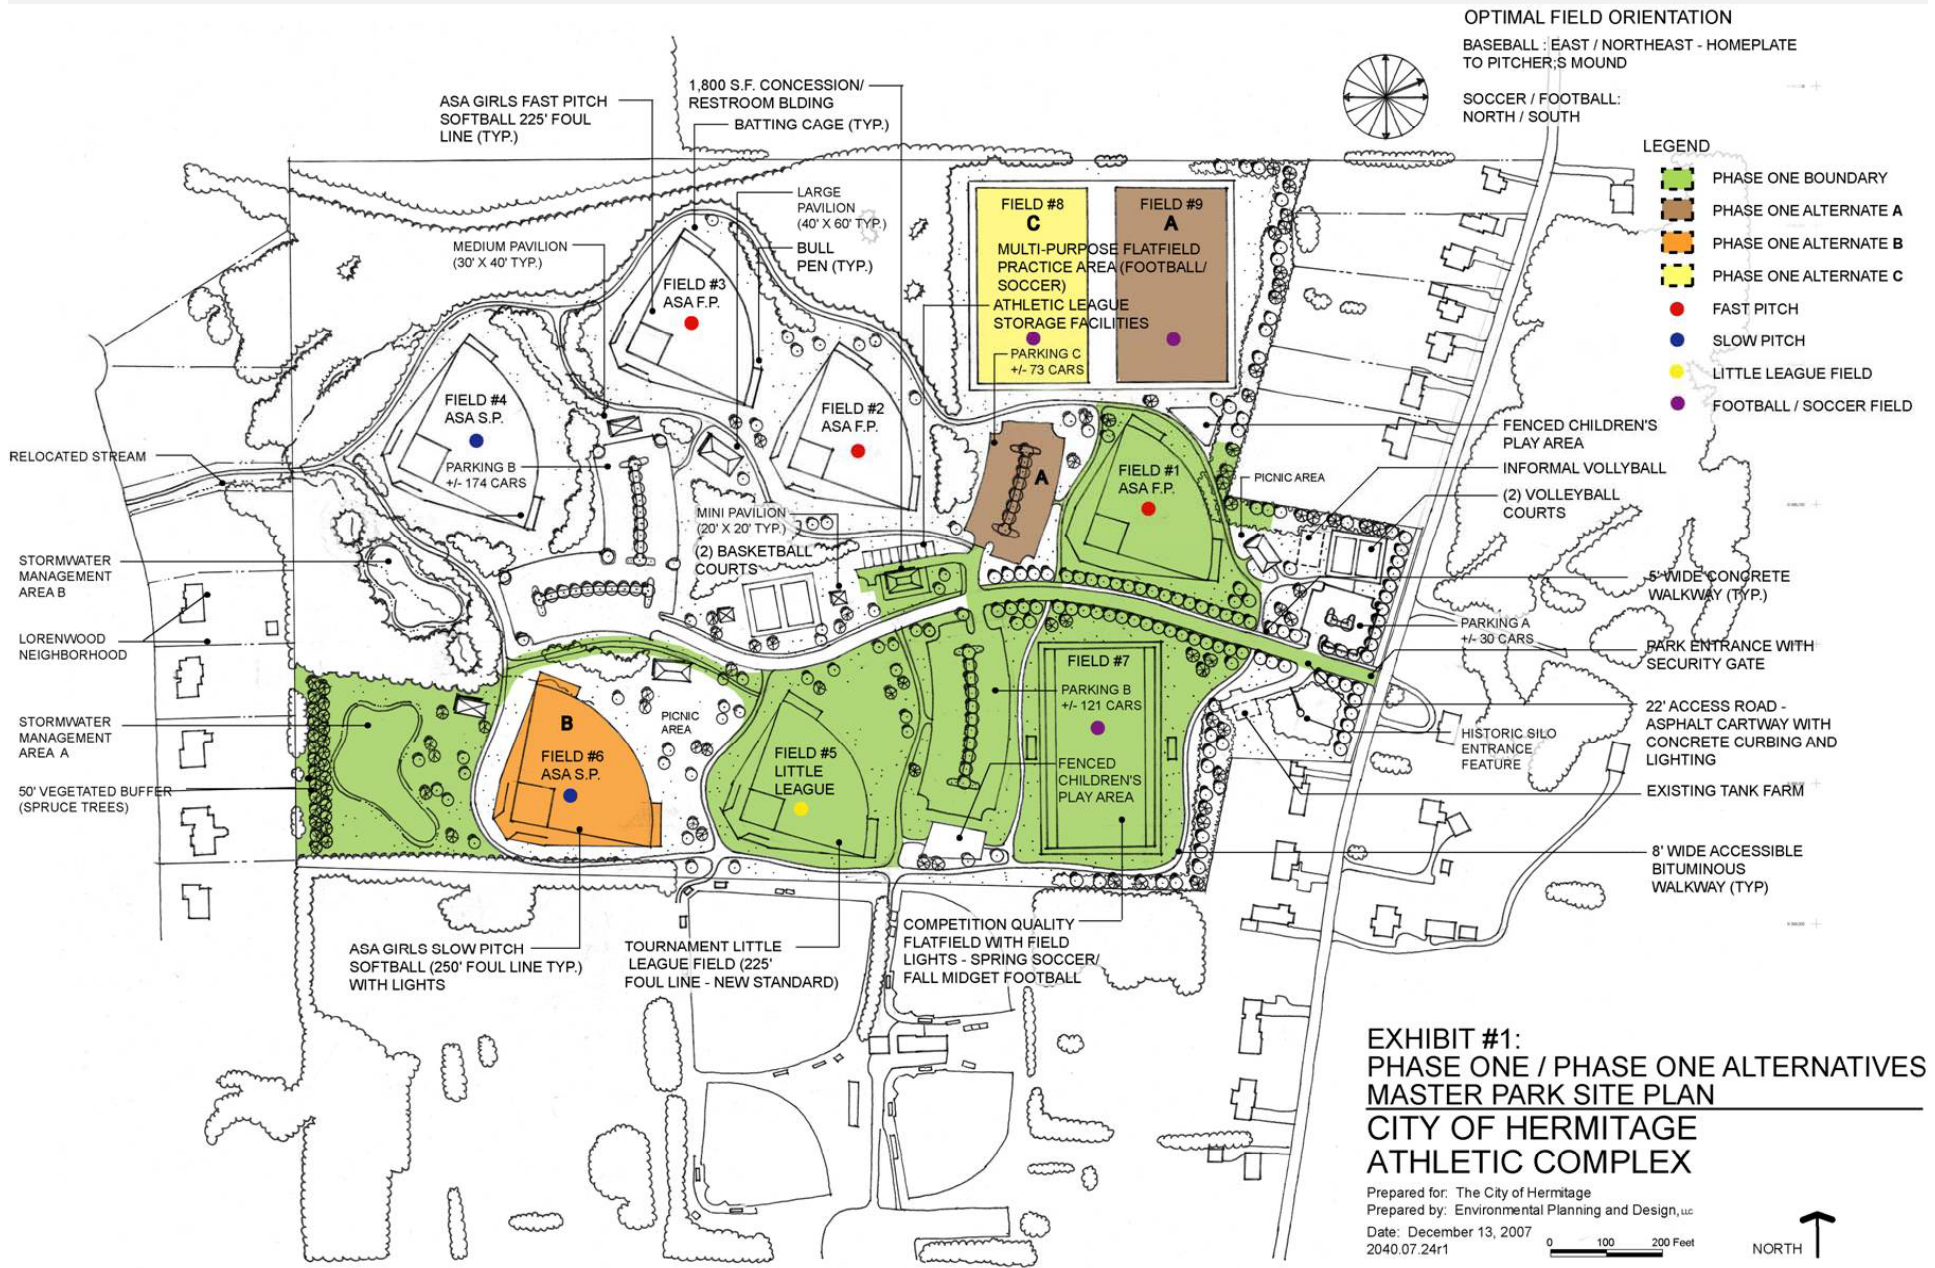 OPTIMAL FIELD ORIENTATION
BASEBALL : EAST / NORTHEAST - HOMEPLATE
TO PITCHER;S MOUND
SOCCER / FOOTBALL:
NORTH / SOUTH
LEGEND
PHASE ONE BOUNDARY
PHASE ONE ALTERNATE A
PHASE ONE ALTERNATE B
PHASE ONE ALTERNATE C
FAST PITCH
SLOW PITCH
LITTLE LEAGUE FIELD
FOOTBALL / SOCCER FIELD
ASA GIRLS FAST PITCH
SOFTBALL 225' FOUL
LINE (TYP.)
1,800 S.F. CONCESSION/
RESTROOM BLDING
BATTING CAGE (TYP.)
LARGE
PAVILION
(40' X 60' TYP.)
BULL
PEN (TYP.)
MEDIUM PAVILION
(30' X 40' TYP.)
FIELD #3
ASA F.P.
FIELD #8
C
FIELD #9
A
MULTI-PURPOSE FLATFIELD
PRACTICE AREA (FOOTBALL/
SOCCER)
ATHLETIC LEAGUE
STORAGE FACILITIES
PARKING C
+/- 73 CARS
FIELD #4
ASA S.P.
FIELD #2
ASA F.P.
RELOCATED STREAM
PARKING B
+/- 174 CARS
A
FIELD #1
ASA F.P.
FENCED CHILDREN'S
PLAY AREA
INFORMAL VOLLYBALL
PICNIC AREA
(2) VOLLEYBALL
COURTS
MINI PAVILION
(20' X 20' TYP.)
(2) BASKETBALL
COURTS
STORMWATER
MANAGEMENT
AREA B
5' WIDE CONCRETE
WALKWAY (TYP.)
LORENWOOD
NEIGHBORHOOD
PARKING A
+/- 30 CARS
PARK ENTRANCE WITH
SECURITY GATE
FIELD #7
PARKING B
+/- 121 CARS
STORMWATER
MANAGEMENT
AREA A
B
FIELD #6
ASA S.P.
PICNIC
AREA
FIELD #5
LITTLE
LEAGUE
FENCED
CHILDREN'S
PLAY AREA
22' ACCESS ROAD -
ASPHALT CARTWAY WITH
CONCRETE CURBING AND
LIGHTING
HISTORIC SILO
ENTRANCE
FEATURE
50' VEGETATED BUFFER
(SPRUCE TREES)
EXISTING TANK FARM
8' WIDE ACCESSIBLE
BITUMINOUS
WALKWAY (TYP)
ASA GIRLS SLOW PITCH
SOFTBALL (250' FOUL LINE TYP.)
WITH LIGHTS
TOURNAMENT LITTLE
LEAGUE FIELD (225'
FOUL LINE - NEW STANDARD)
COMPETITION QUALITY
FLATFIELD WITH FIELD
LIGHTS - SPRING SOCCER/
FALL MIDGET FOOTBALL
EXHIBIT #1:
PHASE ONE / PHASE ONE ALTERNATIVES
MASTER PARK SITE PLAN
CITY OF HERMITAGE
ATHLETIC COMPLEX
Prepared for: The City of Hermitage
Prepared by: Environmental Planning and Design, LLC
Date: December 13, 2007
2040.07.24r1
0 100 200 Feet
NORTH